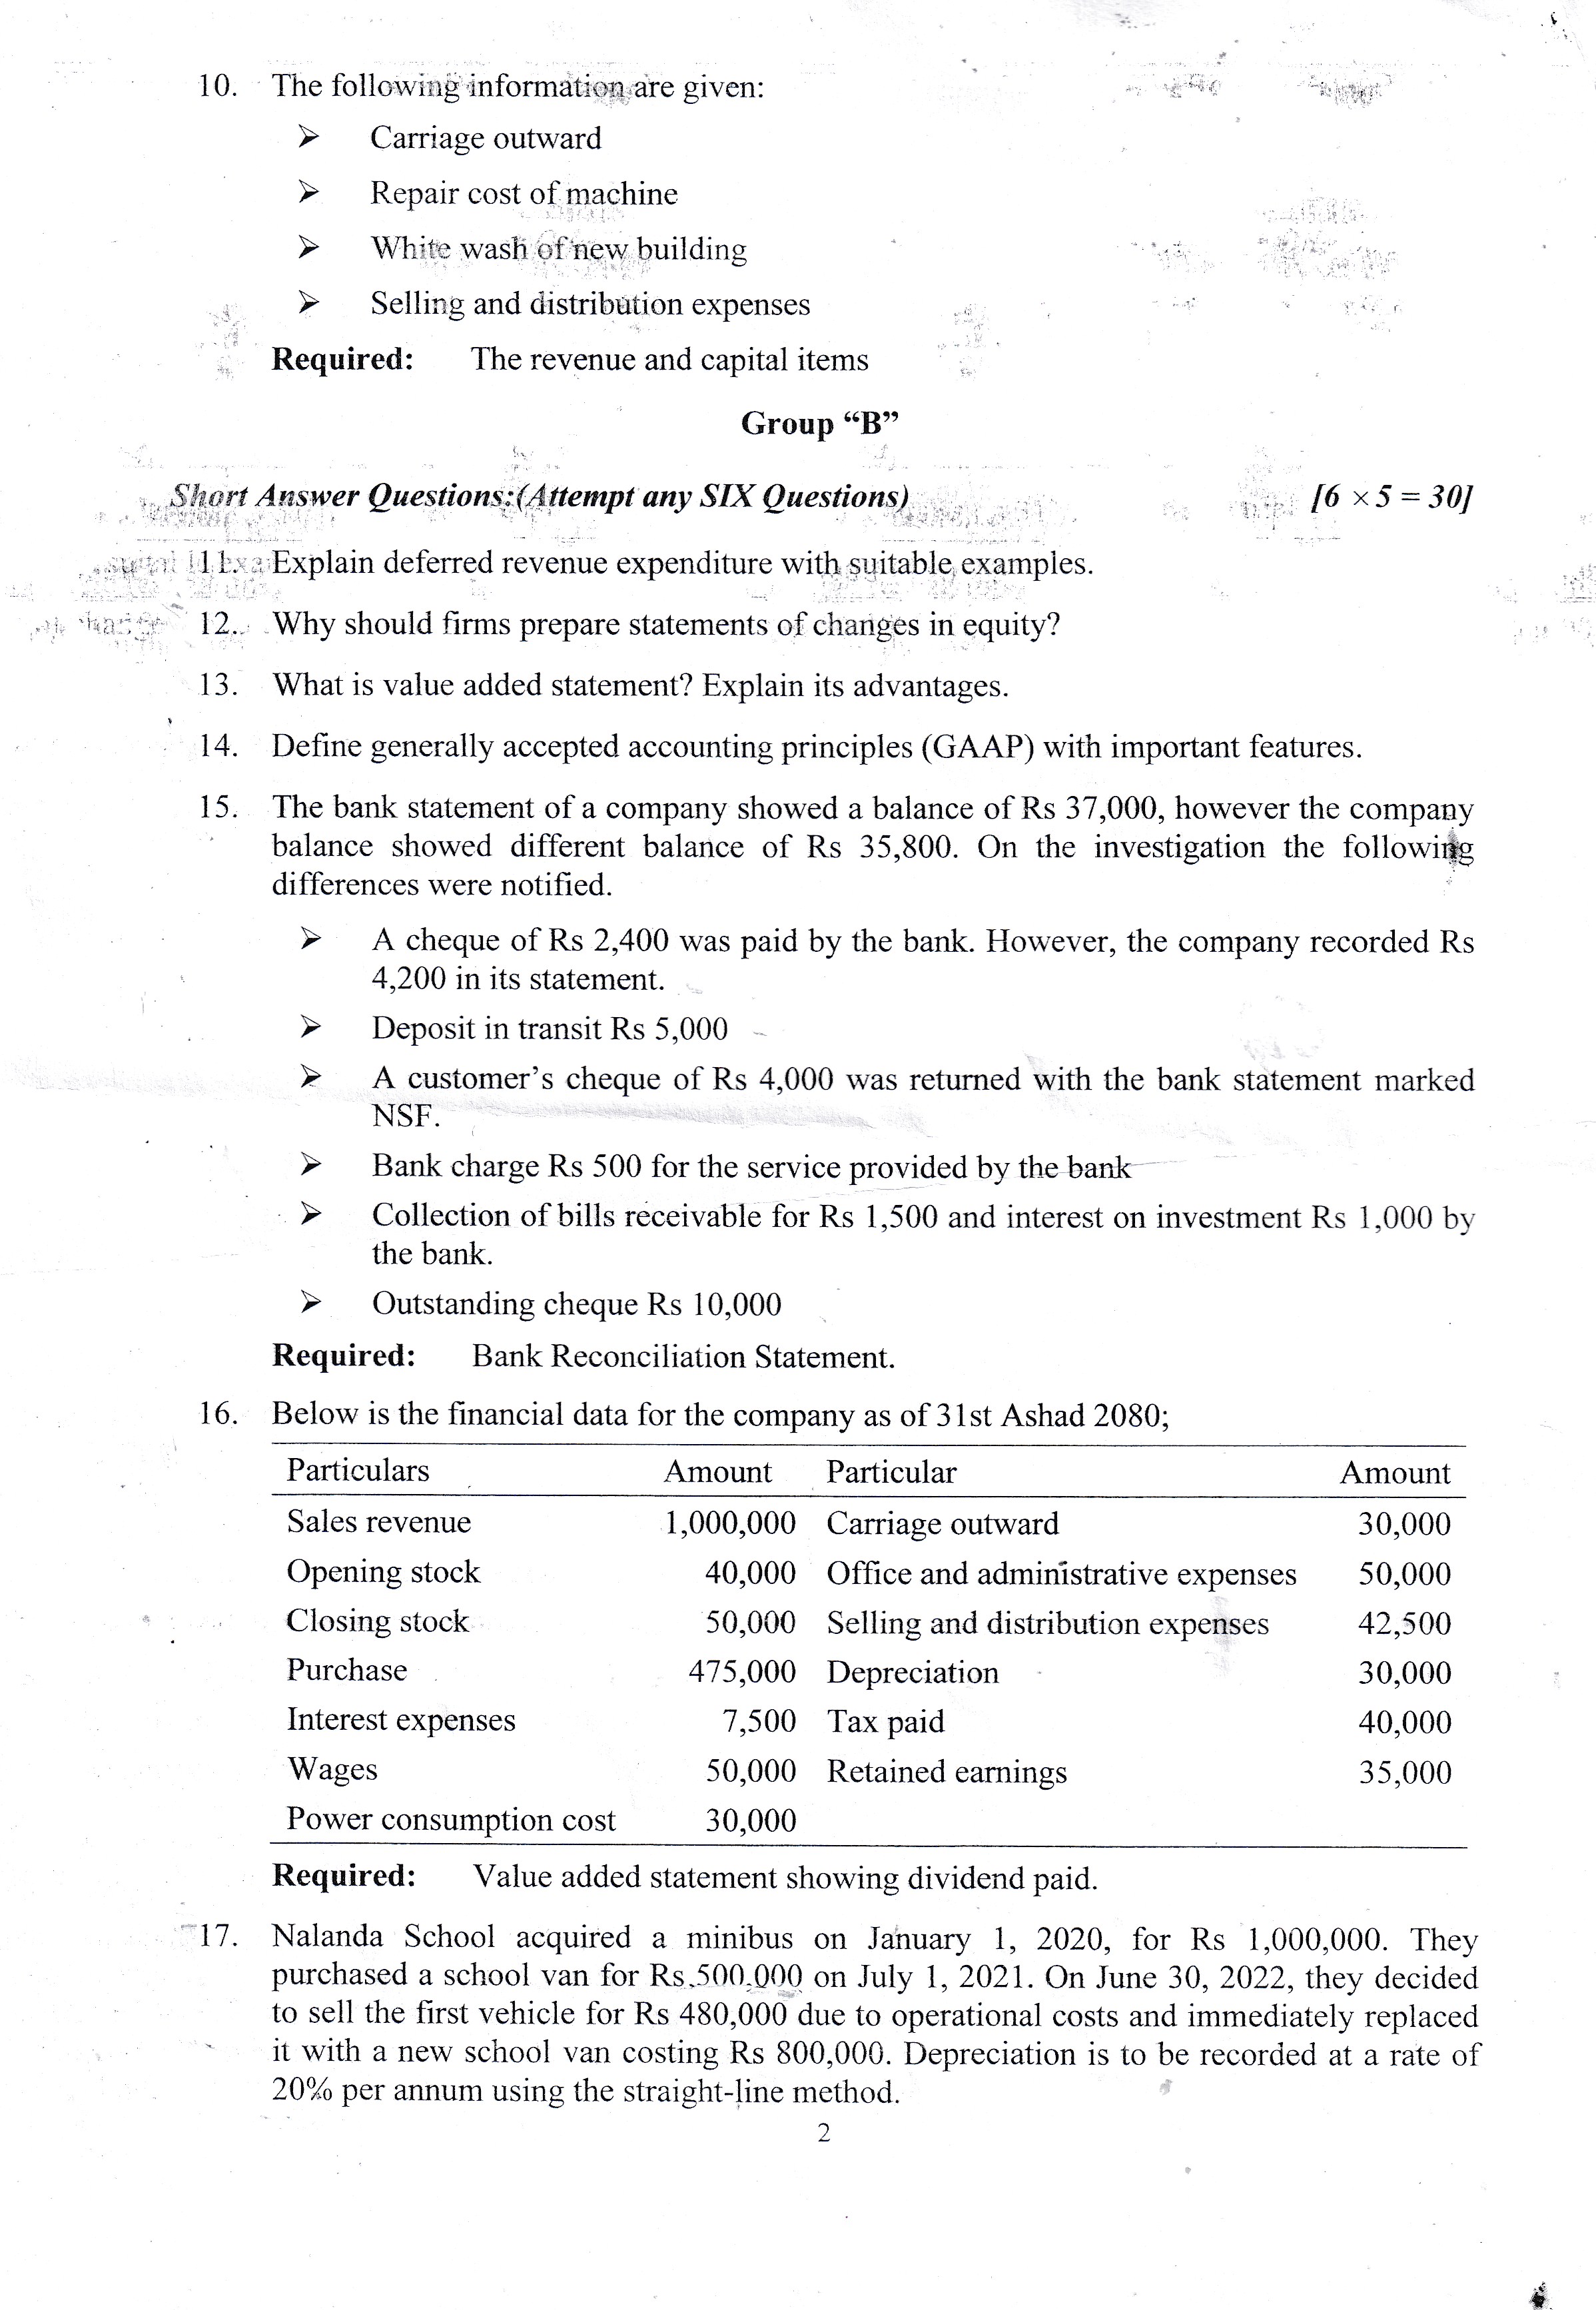 10. The following information are given:
➢ Carriage outward
➢ Repair cost of machine
➢ White wash of new building
➢ Selling and distribution expenses
Required: The revenue and capital items
Group “B”
Short Answer Questions:(Attempt any SIX Questions) [6 × 5 = 30]
11. Explain deferred revenue expenditure with suitable examples.
12. Why should firms prepare statements of changes in equity?
13. What is value added statement? Explain its advantages.
14. Define generally accepted accounting principles (GAAP) with important features.
15. The bank statement of a company showed a balance of Rs 37,000, however the company
balance showed different balance of Rs 35,800. On the investigation the following
differences were notified.
➢ A cheque of Rs 2,400 was paid by the bank. However, the company recorded Rs
4,200 in its statement.
➢ Deposit in transit Rs 5,000
➢ A customer’s cheque of Rs 4,000 was returned with the bank statement marked
NSF.
➢ Bank charge Rs 500 for the service provided by the bank
➢ Collection of bills receivable for Rs 1,500 and interest on investment Rs 1,000 by
the bank.
➢ Outstanding cheque Rs 10,000
Required: Bank Reconciliation Statement.
16. Below is the financial data for the company as of 31st Ashad 2080;
Particulars Amount Particular Amount
Sales revenue 1,000,000 Carriage outward 30,000
Opening stock 40,000 Office and administrative expenses 50,000
Closing stock 50,000 Selling and distribution expenses 42,500
Purchase 475,000 Depreciation 30,000
Interest expenses 7,500 Tax paid 40,000
Wages 50,000 Retained earnings 35,000
Power consumption cost 30,000
Required: Value added statement showing dividend paid.
17. Nalanda School acquired a minibus on January 1, 2020, for Rs 1,000,000. They
purchased a school van for Rs.500,000 on July 1, 2021. On June 30, 2022, they decided
to sell the first vehicle for Rs 480,000 due to operational costs and immediately replaced
it with a new school van costing Rs 800,000. Depreciation is to be recorded at a rate of
20% per annum using the straight-line method.
2